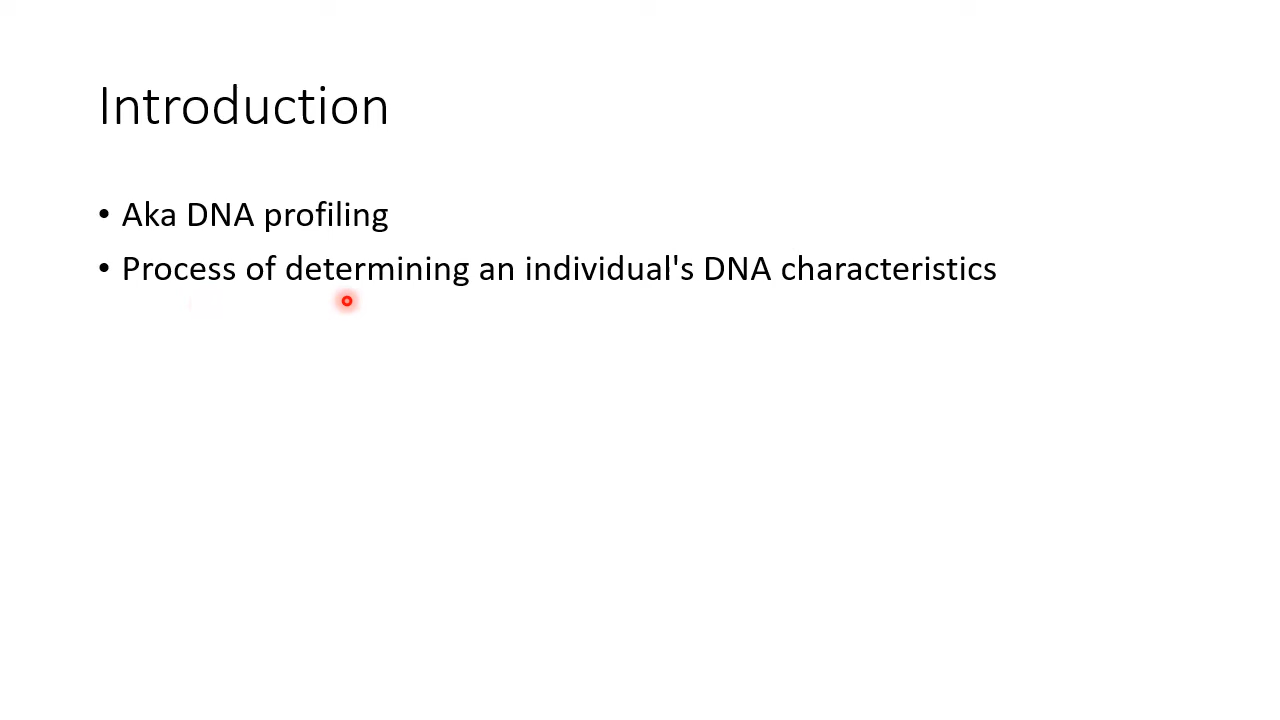 Introduction
• Aka DNA profiling
• Process of determining an individual's DNA characteristics